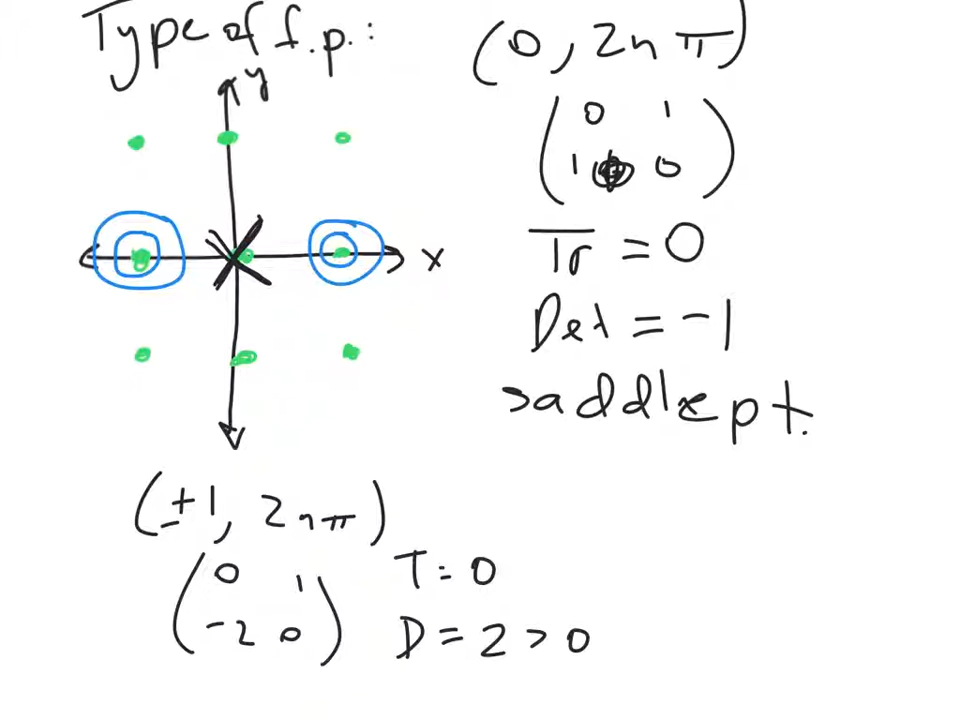 Type of f.p.:
y
x
(0, 2nπ)
(0 1
1 0)
Tr = 0
Det = -1
saddle pt.
(±1, 2nπ)
(0 1
-2 0)
T = 0
D = 2 > 0